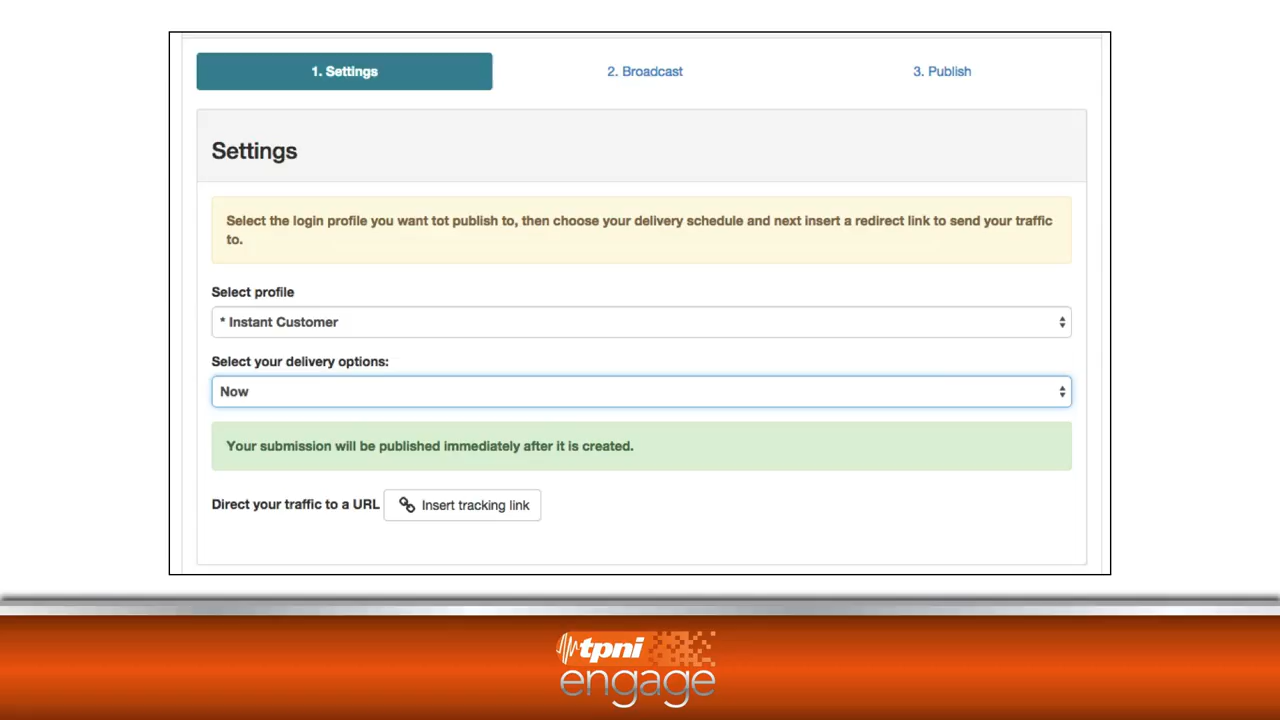 1. Settings
2. Broadcast
3. Publish
Settings
Select the login profile you want tot publish to, then choose your delivery schedule and next insert a redirect link to send your traffic
to.
Select profile
* Instant Customer
Select your delivery options:
Now
Your submission will be published immediately after it is created.
Direct your traffic to a URL
Insert tracking link
tpni
engage